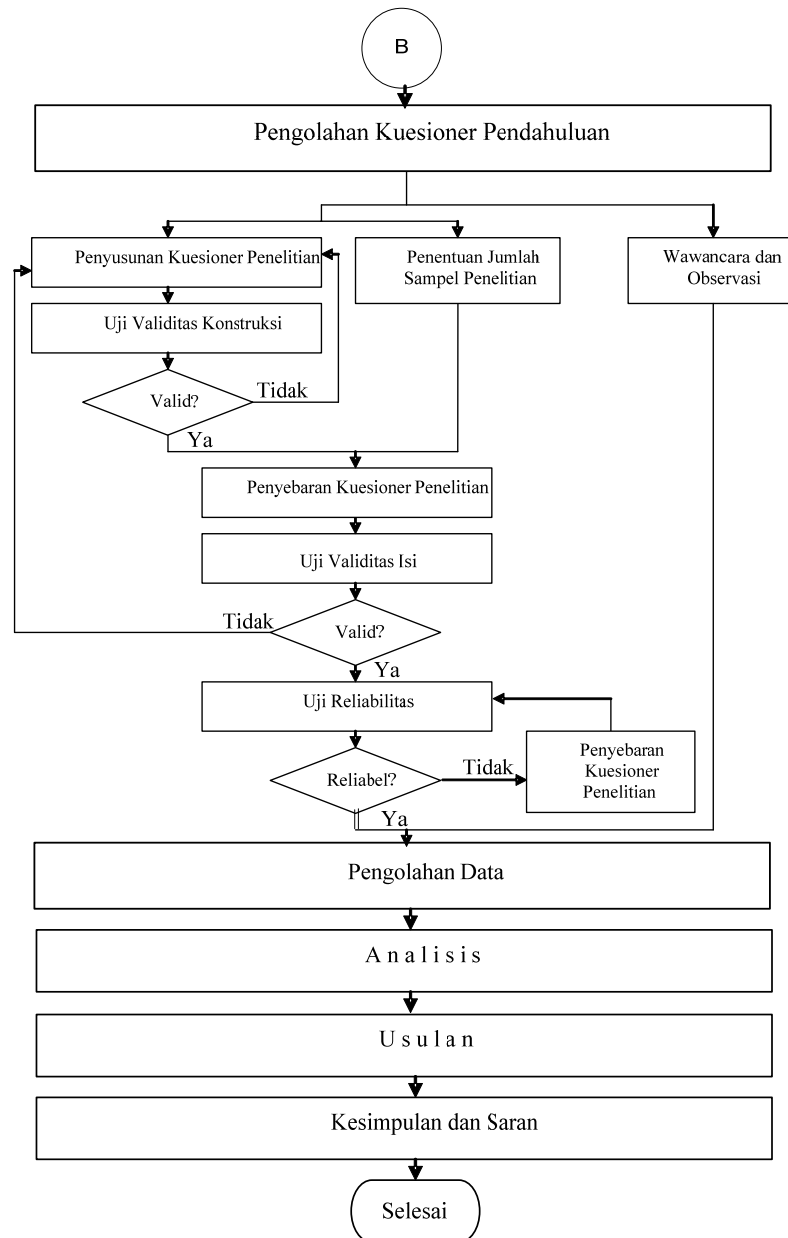 B
Pengolahan Kuesioner Pendahuluan
Penyusunan Kuesioner Penelitian
Penentuan Jumlah
Sampel Penelitian
Wawancara dan
Observasi
Uji Validitas Konstruksi
Valid?
Tidak
Ya
Penyebaran Kuesioner Penelitian
Uji Validitas Isi
Tidak
Valid?
Ya
Uji Reliabilitas
Reliabel?
Tidak
Penyebaran
Kuesioner
Penelitian
Ya
Pengolahan Data
A n a l i s i s
U s u l a n
Kesimpulan dan Saran
Selesai